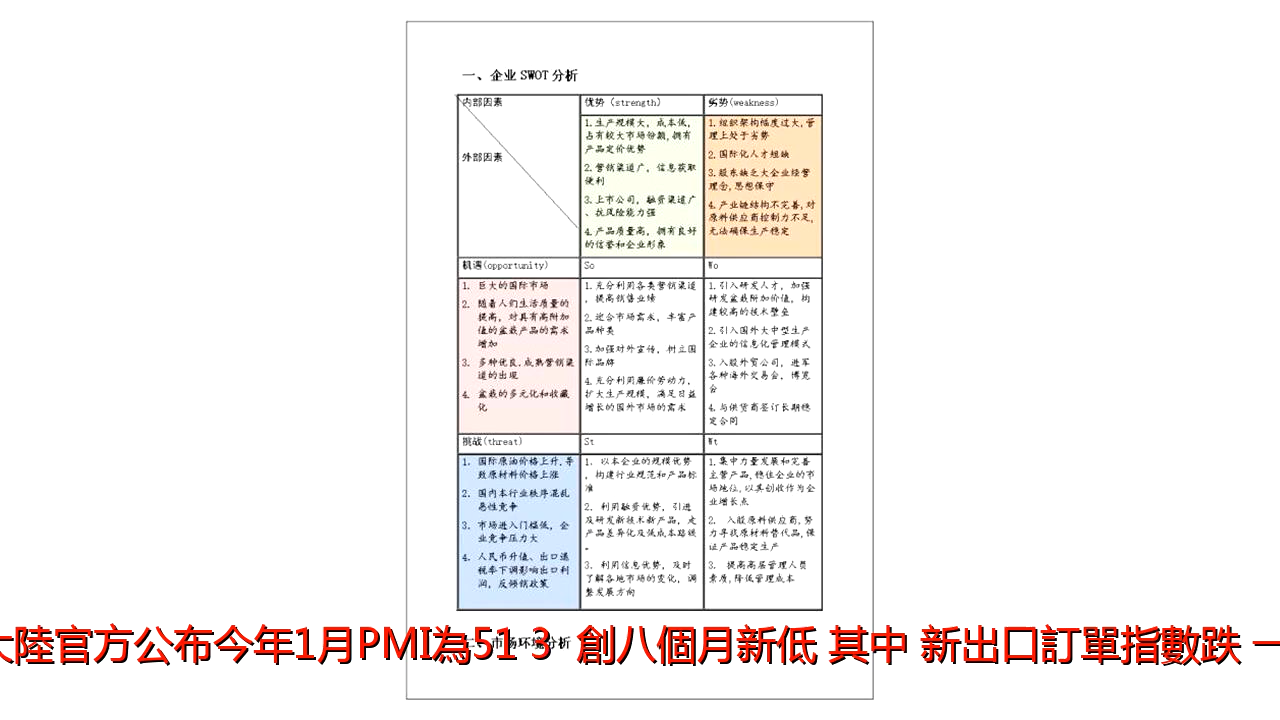 一、企业SWOT分析
内部因素
外部因素
优势（strength)
劣势(weakness)
1.生产规模大，成本低，
占有较大市场份额,拥有
产品定价优势
2.营销渠道广，信息获取
便利
3.上市公司，融资渠道广
、抗风险能力强
4.产品质量高，拥有良好
的信誉和企业形象
1.组织架构幅度过大,管
理上处于劣势
2.国际化人才短缺
3.股东缺乏大企业经营
理念,思想保守
4.产业链结构不完善,对
原料供应商控制力不足,
无法确保生产稳定
机遇(opportunity)
So
Wo
1. 巨大的国际市场
2. 随着人们生活质量的
提高，对具有高附加
值的盆栽产品的需求
增加
3. 多种优良.成熟营销渠
道的出现
4. 盆栽的多元化和收藏
化
1.充分利用各类营销渠道
，提高销售业绩
2.迎合市场需求，丰富产
品种类
3.加强对外宣传，树立国
际品牌
4.充分利用廉价劳动力，
扩大生产规模，满足日益
增长的国外市场的需求
1.引入研发人才，加强
研发盆栽附加价值，构
建较高的技术壁垒
2.引入国外大中型生产
企业的信息化管理模式
3.入股外贸公司，进军
各种海外交易会，博览
会
4.与供货商签订长期稳
定合同
挑战(threat)
St
Wt
1. 国际原油价格上升,导
致原材料价格上涨
2. 国内本行业秩序混乱
恶性竞争
3. 市场进入门槛低，企
业竞争压力大
4. 人民币升值、出口退
税率下调影响出口利
润，反倾销政策
1. 以本企业的规模优势
，构建行业规范和产品标
准
2. 利用融资优势，引进
及研发新技术新产品，走
产品差异化及低成本路线
。
3. 利用信息优势，及时
了解各地市场的变化，调
整发展方向
1.集中力量发展和完善
主营产品,稳住企业的市
场地位,以其创收作为企
业增长点
2. 入股原料供应商,努
力寻找原材料替代品,保
证产品稳定生产
3. 提高高层管理人员
素质,降低管理成本
二、市场环境分析
大陸官方公布今年1月PMI為51 3 創八個月新低 其中 新出口訂單指數跌 一